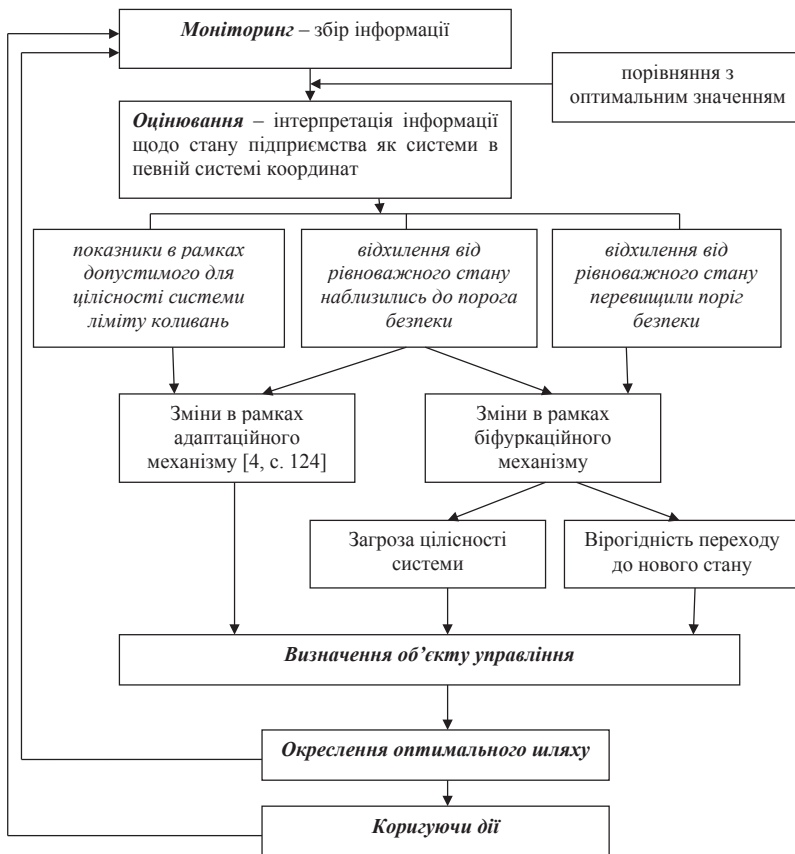 Моніторинг – збір інформації
порівняння з
оптимальним значенням
Оцінювання – інтерпретація інформації
щодо стану підприємства як системи в
певній системі координат
показники в рамках
допустимого для
цілісності системи
ліміту коливань
відхилення від
рівноважного стану
наблизились до порога
безпеки
відхилення від
рівноважного стану
перевищили поріг
безпеки
Зміни в рамках
адаптаційного
механізму [4, с. 124]
Зміни в рамках
біфуркаційного
механізму
Загроза цілісності
системи
Вірогідність переходу
до нового стану
Визначення об’єкту управління
Окреслення оптимального шляху
Коригуючи дії